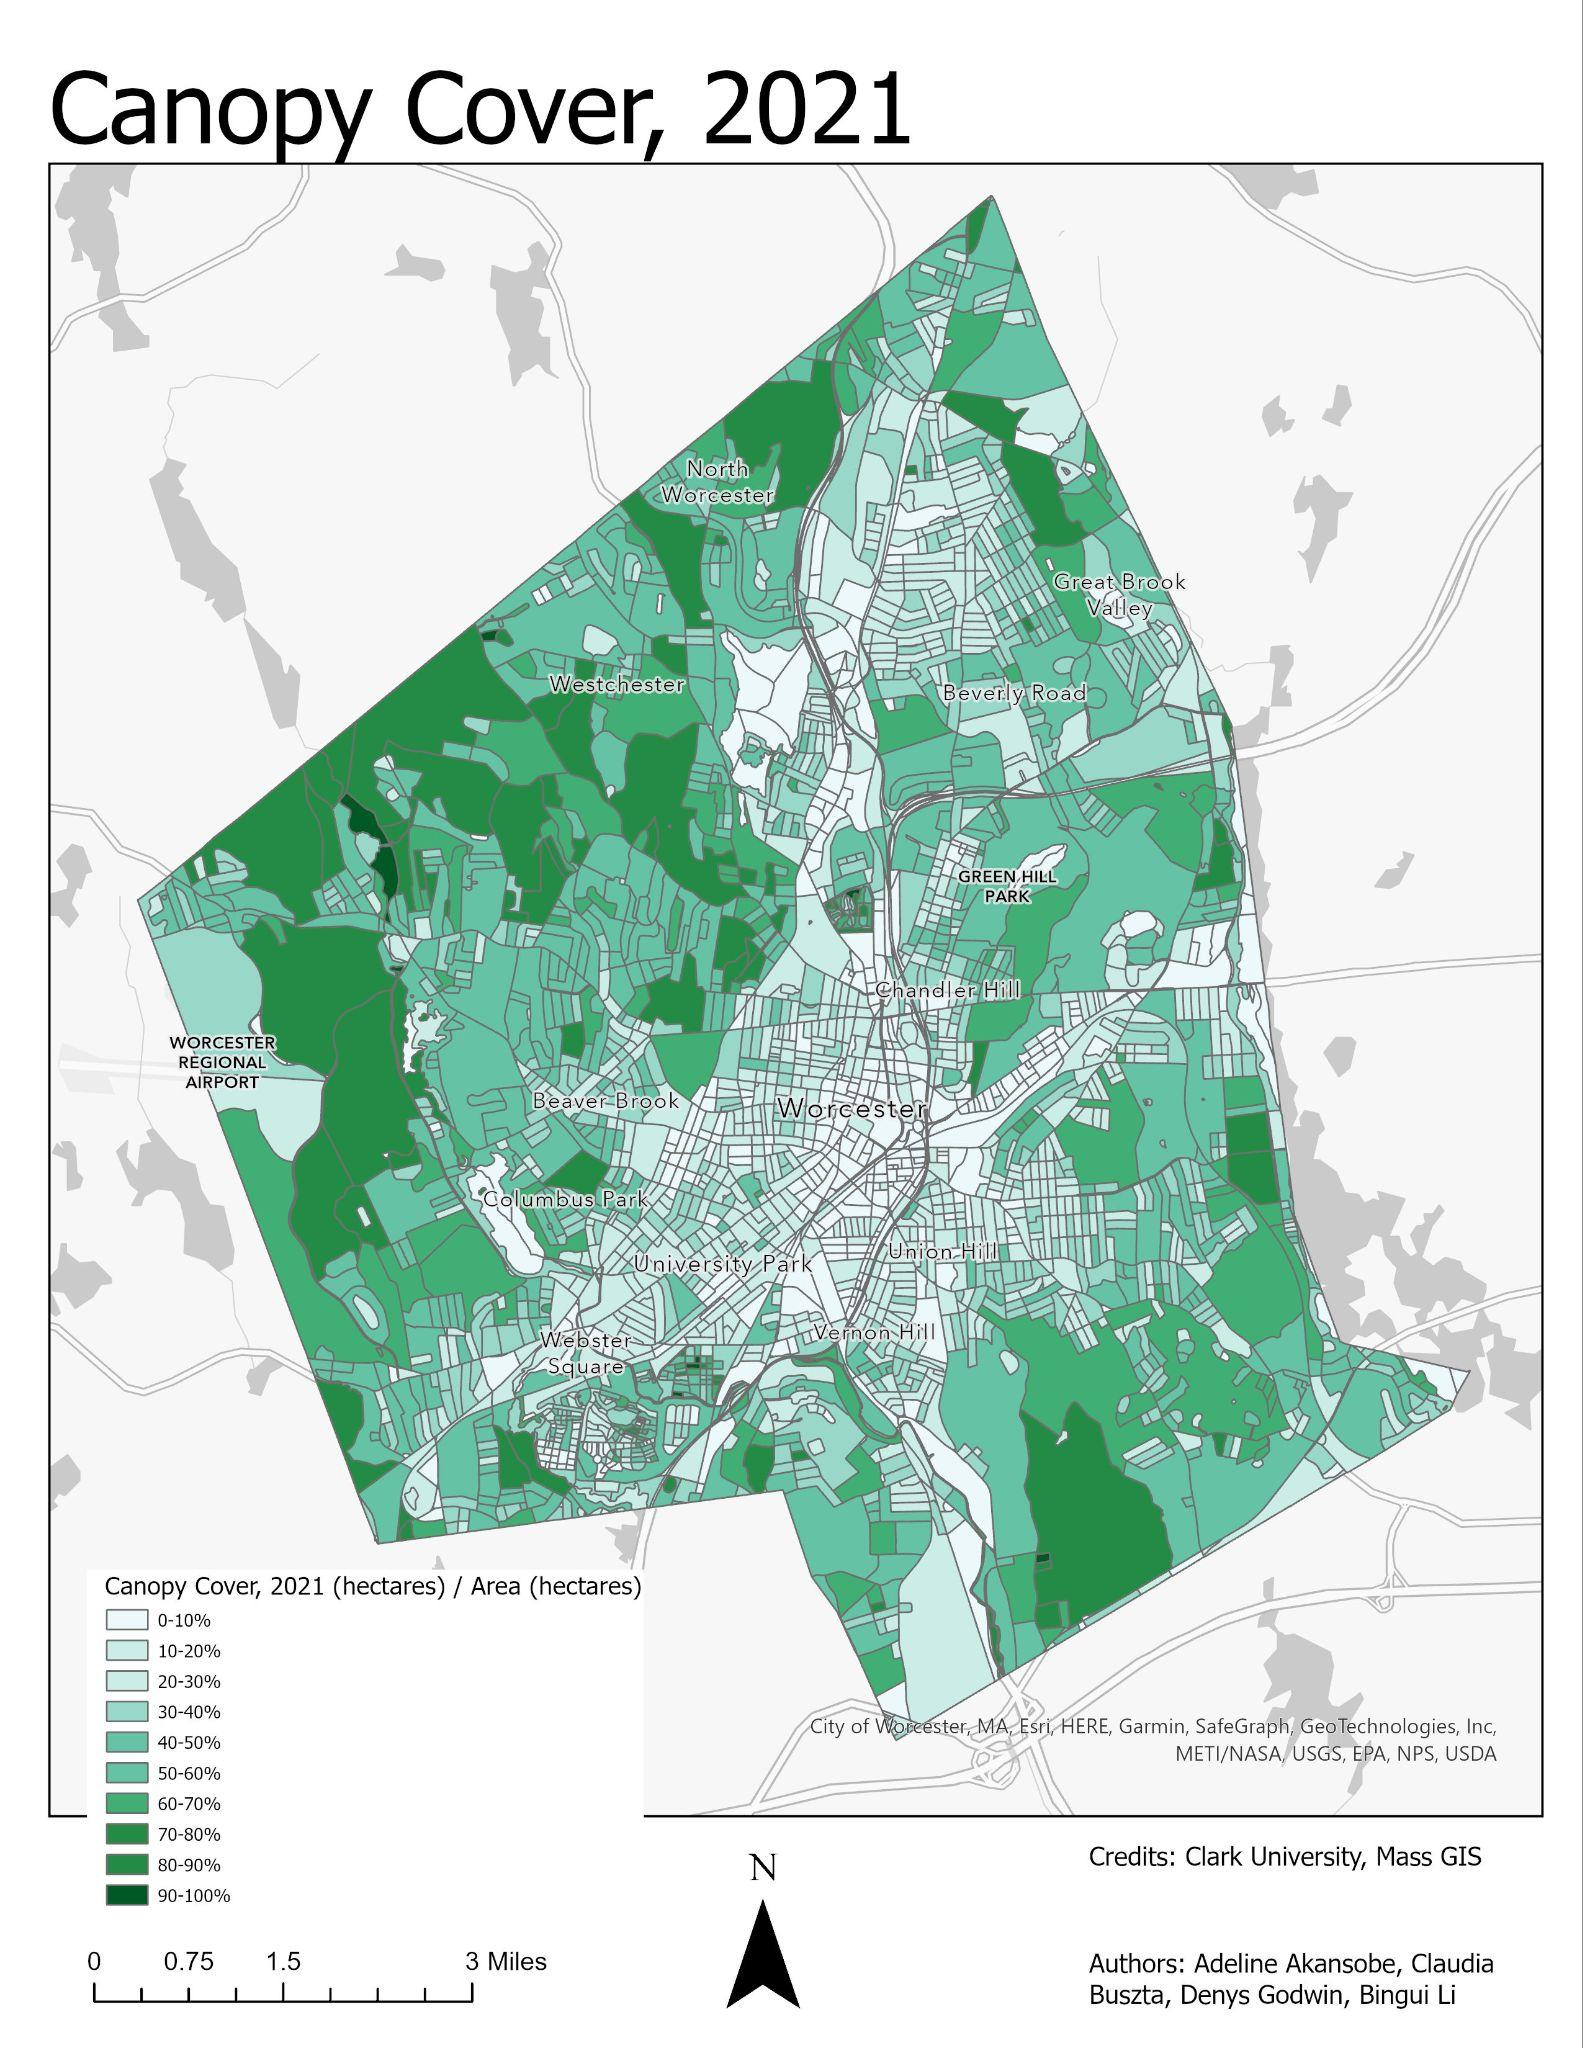 Canopy Cover, 2021
North
Worcester
Great Brook
Valley
Westchester
Beverly Road
GREEN HILL
PARK
Chandler Hill
WORCESTER
REGIONAL
AIRPORT
Beaver Brook
Worcester
Columbus Park
University Park
Union Hill
Vernon Hill
Webster
Square
Canopy Cover, 2021 (hectares) / Area (hectares)
0-10%
10-20%
20-30%
30-40%
40-50%
50-60%
60-70%
70-80%
80-90%
90-100%
City of Worcester, MA, Esri, HERE, Garmin, SafeGraph, GeoTechnologies, Inc,
METI/NASA, USGS, EPA, NPS, USDA
N
Credits: Clark University, Mass GIS
0 0.75 1.5 3 Miles
Authors: Adeline Akansobe, Claudia
Buszta, Denys Godwin, Bingui Li